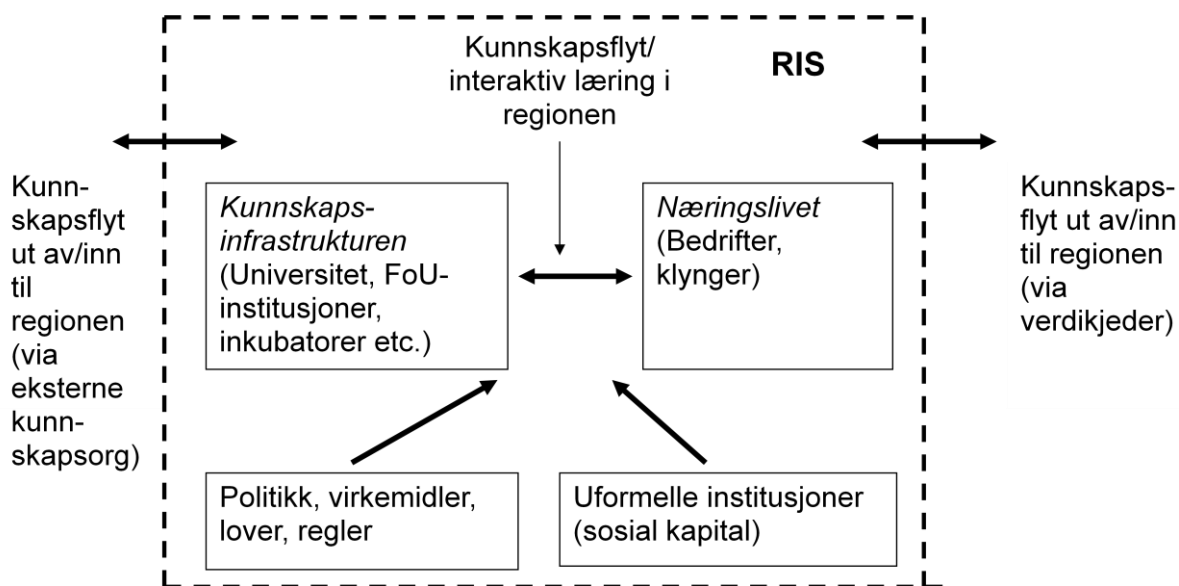 Kunnskapsflyt/
interaktiv læring i
regionen
RIS
Kunn-
skapsflyt
ut av/inn
til
regionen
(via
eksterne
kunn-
skapsorg)
Kunnskaps-
infrastrukturen
(Universitet, FoU-
institusjoner,
inkubatorer etc.)
Næringslivet
(Bedrifter,
klynger)
Kunnskaps-
flyt ut av/inn
til regionen
(via
verdikjeder)
Politikk, virkemidler,
lover, regler
Uformelle institusjoner
(sosial kapital)